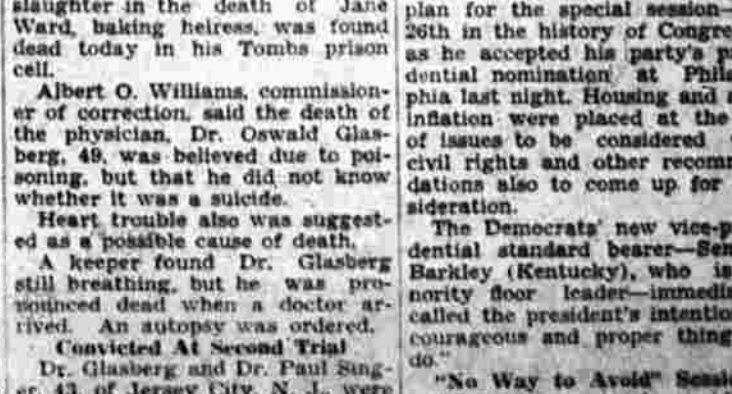 slaughter in the death of Jane
Ward, baking heiress, was found
dead today in his Tombs prison
cell.
Albert O. Williams, commission-
er of correction, said the death of
the physician, Dr. Oswald Glas-
berg, 49, was believed due to poi-
soning, but that he did not know
whether it was a suicide.
Heart trouble also was suggest-
ed as a possible cause of death.
A keeper found Dr. Glasberg
still breathing, but he was pro-
nounced dead when a doctor ar-
rived. An autopsy was ordered.
Convicted At Second Trial
Dr. Glasberg and Dr. Paul Sing-
er, 43, of Jersey City, N. J., were
plan for the special session—
26th in the history of Congre
as he accepted his party's p
dential nomination at Phila
phia last night. Housing and a
inflation were placed at the
of issues to be considered
civil rights and other recomm
dations also to come up for
sideration.
The Democrats' new vice-p
dential standard bearer—Sen
Barkley (Kentucky), who is
nority floor leader—immedia
called the president's intentio
courageous and proper thing
do."
"No Way to Avoid" Sessi